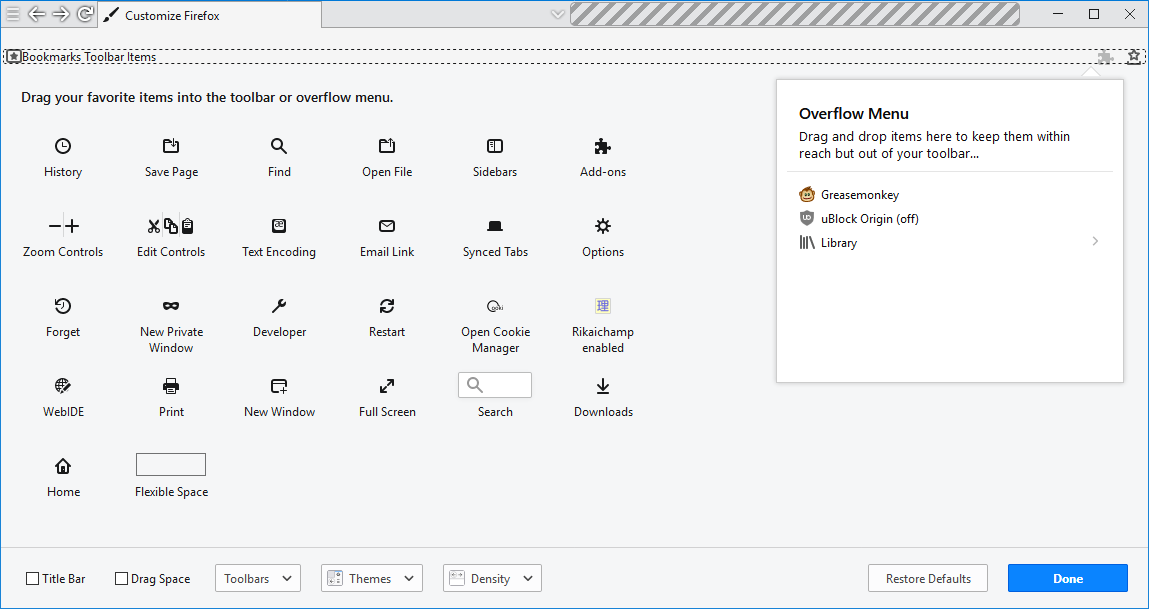 Customize Firefox
Bookmarks Toolbar Items
Drag your favorite items into the toolbar or overflow menu.
History
Save Page
Find
Open File
Sidebars
Add-ons
Zoom Controls
Edit Controls
Text Encoding
Email Link
Synced Tabs
Options
Forget
New Private
Window
Developer
Restart
Open Cookie
Manager
Rikaichamp
enabled
WebIDE
Print
New Window
Full Screen
Search
Downloads
Home
Flexible Space
Overflow Menu
Drag and drop items here to keep them within
reach but out of your toolbar...
Greasemonkey
uBlock Origin (off)
Library
Title Bar
Drag Space
Toolbars
Themes
Density
Restore Defaults
Done